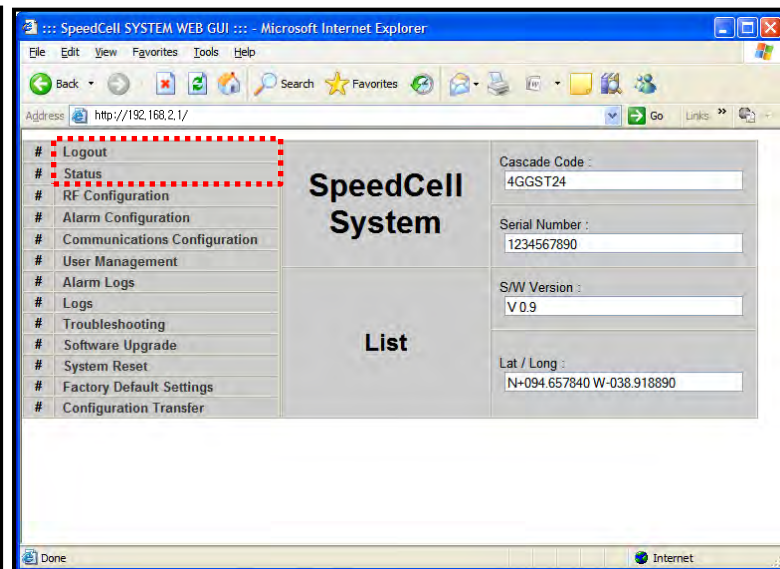 ::: SpeedCell SYSTEM WEB GUI ::: - Microsoft Internet Explorer
File Edit View Favorites Tools Help
Back Search Favorites
Address http://192.168.2.1/ Go Links »
# Logout
# Status
# RF Configuration
# Alarm Configuration
# Communications Configuration
# User Management
# Alarm Logs
# Logs
# Troubleshooting
# Software Upgrade
# System Reset
# Factory Default Settings
# Configuration Transfer
SpeedCell
System
List
Cascade Code :
4GGST24
Serial Number :
1234567890
S/W Version :
V 0.9
Lat / Long :
N+094.657840 W-038.918890
Done Internet